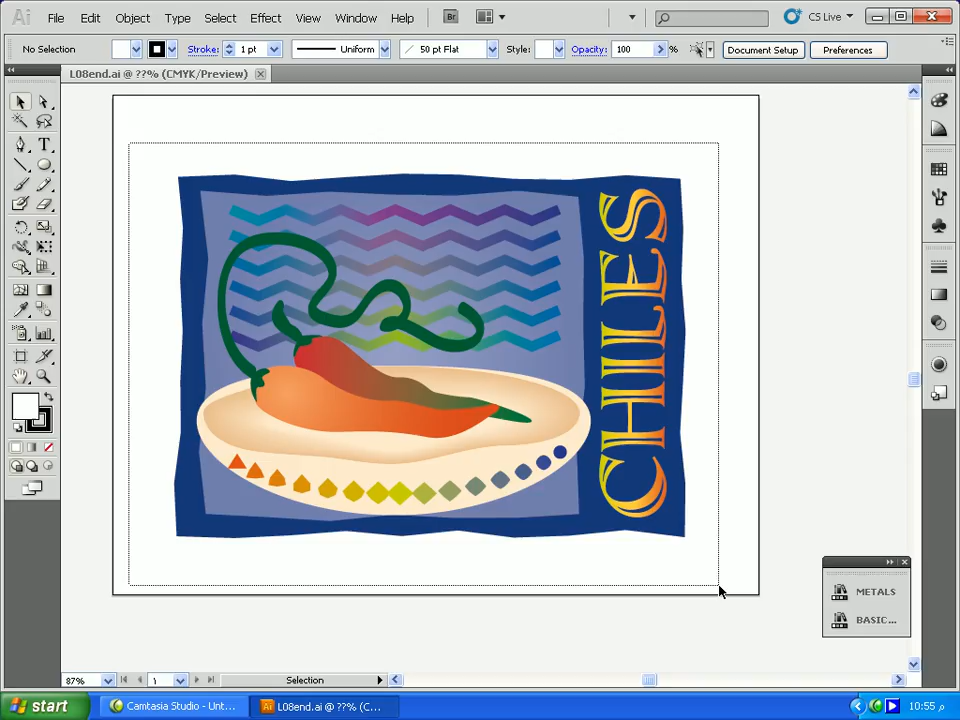 Ai File Edit Object Type Select Effect View Window Help Br CS Live
No Selection Stroke: 1 pt Uniform 50 pt Flat Style: Opacity: 100 % Document Setup Preferences
L08end.ai @ ??% (CMYK/Preview)
CHILES
METALS
BASIC...
87% ١ Selection
start Camtasia Studio - Unt... L08end.ai @ ??% (C... 10:55 م